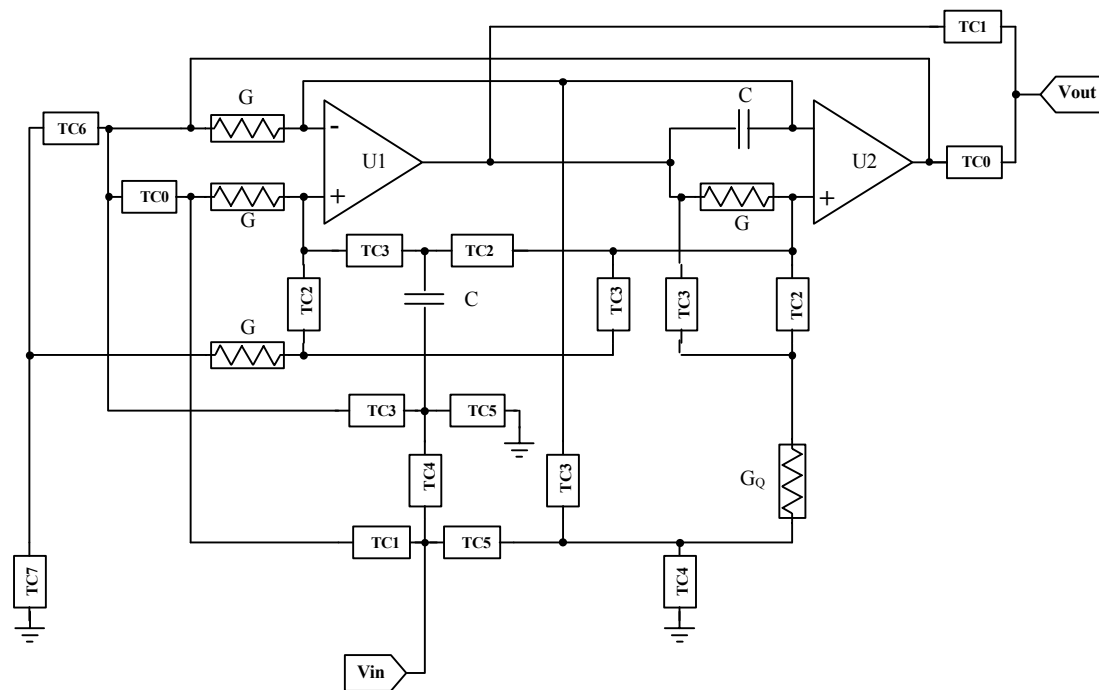 TC1
Vout
G
C
TC6
-
U1
U2
TC0
TC0
+
+
G
G
TC3
TC2
TC2
C
TC3
TC3
TC2
G
TC3
TC5
TC4
TC3
GQ
TC1
TC5
TC7
TC4
Vin